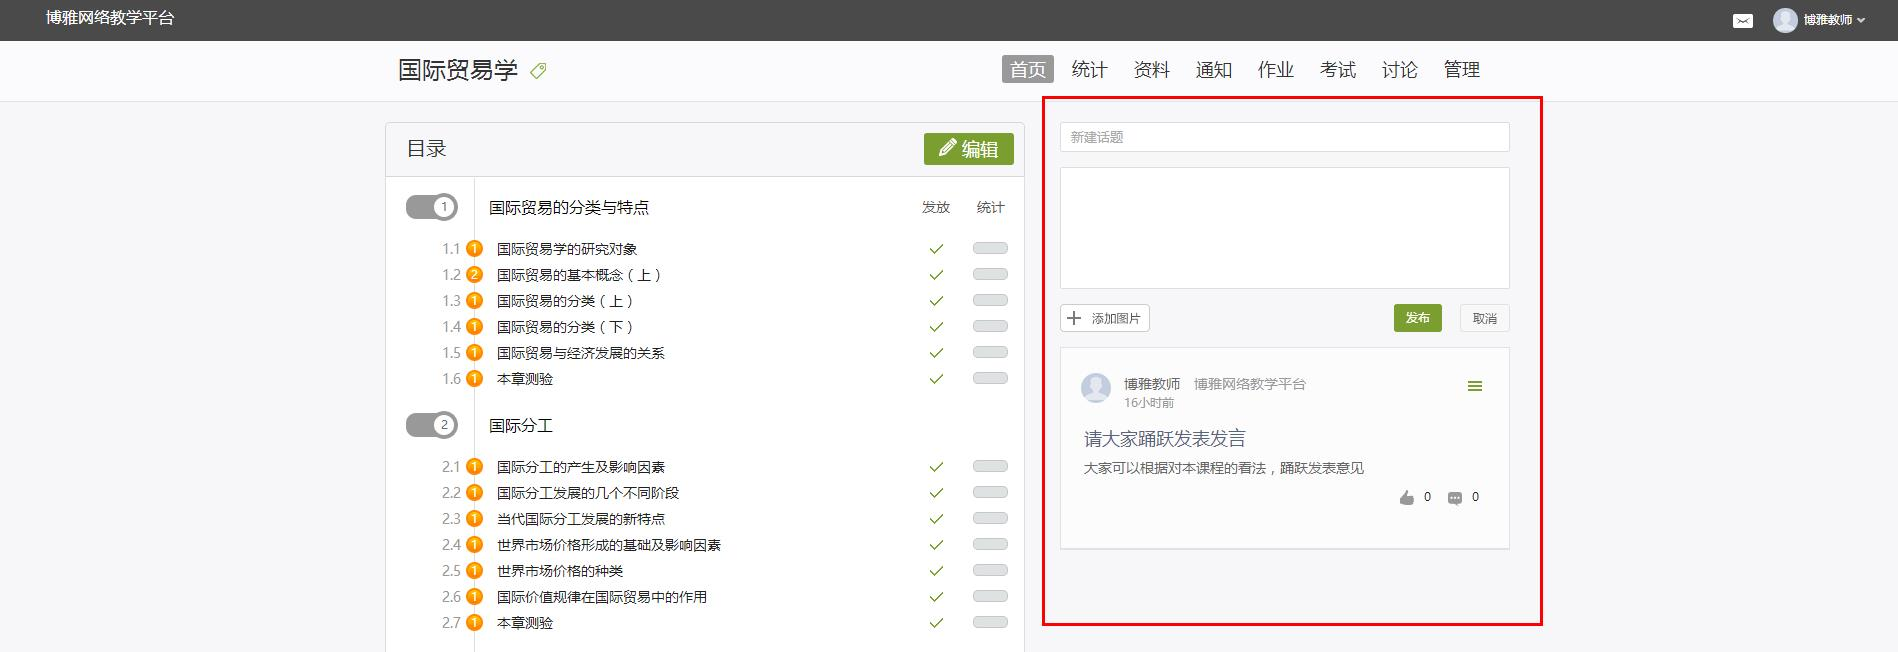 博雅网络教学平台
博雅教师
国际贸易学
首页 统计 资料 通知 作业 考试 讨论 管理
目录
编辑
1 国际贸易的分类与特点 发放 统计
1.1 1 国际贸易学的研究对象
1.2 2 国际贸易的基本概念（上）
1.3 1 国际贸易的分类（上）
1.4 1 国际贸易的分类（下）
1.5 1 国际贸易与经济发展的关系
1.6 1 本章测验
2 国际分工
2.1 1 国际分工的产生及影响因素
2.2 1 国际分工发展的几个不同阶段
2.3 1 当代国际分工发展的新特点
2.4 1 世界市场价格形成的基础及影响因素
2.5 1 世界市场价格的种类
2.6 1 国际价值规律在国际贸易中的作用
2.7 1 本章测验
新建话题
添加图片 发布 取消
博雅教师 博雅网络教学平台
16小时前
请大家踊跃发表发言
大家可以根据对本课程的看法，踊跃发表意见
0 0